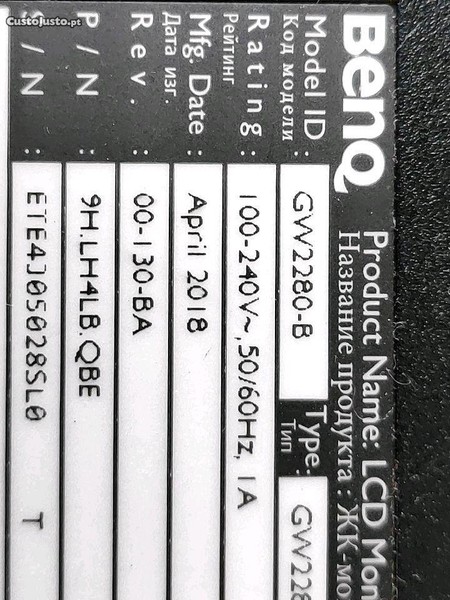 CustoJusto.pt
BenQ
Product Name: LCD Mon
Название продукта : ЖК-мо
Model ID : GW2280-B Type: GW228
Код модели Тип
Rating : 100-240V~,50/60Hz, 1A
Рейтинг
Mfg. Date : April 2018
Дата изг.
Rev. : 00-130-BA
P/N : 9H.LH4LB.QBE
S/N : ETE4J05028SL0 T